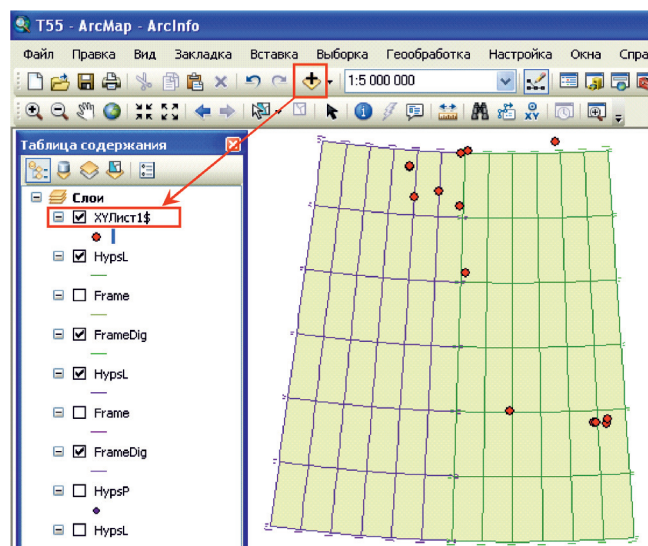 T55 - ArcMap - ArcInfo
Файл Правка Вид Закладка Вставка Выборка Геообработка Настройка Окна Спра
1:5 000 000
XY
Таблица содержания
Слои
XYЛист1$
HypsL
Frame
FrameDig
HypsL
Frame
FrameDig
HypsP
HypsL